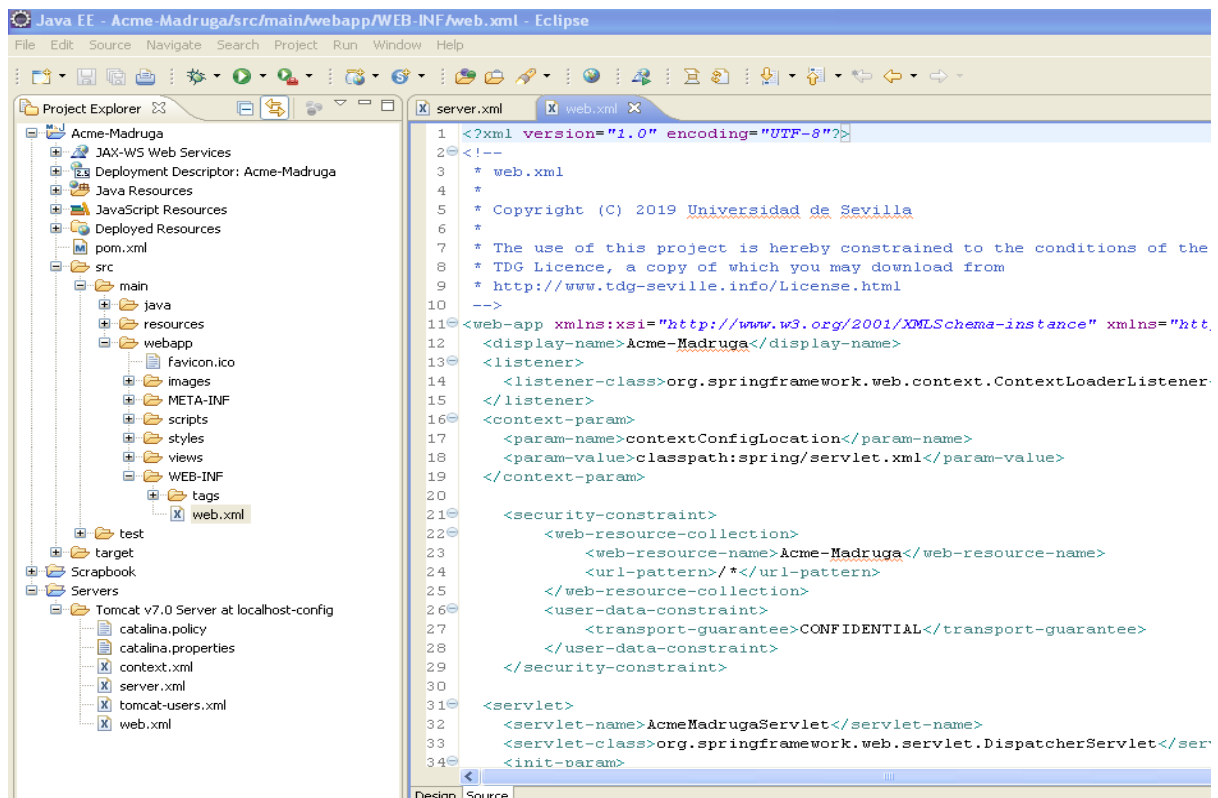 Java EE - Acme-Madruga/src/main/webapp/WEB-INF/web.xml - Eclipse
File Edit Source Navigate Search Project Run Window Help
Project Explorer
Acme-Madruga
JAX-WS Web Services
Deployment Descriptor: Acme-Madruga
Java Resources
JavaScript Resources
Deployed Resources
pom.xml
src
main
java
resources
webapp
favicon.ico
images
META-INF
scripts
styles
views
WEB-INF
tags
web.xml
test
target
Scrapbook
Servers
Tomcat v7.0 Server at localhost-config
catalina.policy
catalina.properties
context.xml
server.xml
tomcat-users.xml
web.xml
server.xml web.xml
1 <?xml version="1.0" encoding="UTF-8"?>
2 <!--
3 * web.xml
4 *
5 * Copyright (C) 2019 Universidad de Sevilla
6 *
7 * The use of this project is hereby constrained to the conditions of the
8 * TDG Licence, a copy of which you may download from
9 * http://www.tdg-seville.info/License.html
10 -->
11 <web-app xmlns:xsi="http://www.w3.org/2001/XMLSchema-instance" xmlns="htt
12 <display-name>Acme-Madruga</display-name>
13 <listener>
14 <listener-class>org.springframework.web.context.ContextLoaderListener
15 </listener>
16 <context-param>
17 <param-name>contextConfigLocation</param-name>
18 <param-value>classpath:spring/servlet.xml</param-value>
19 </context-param>
20
21 <security-constraint>
22 <web-resource-collection>
23 <web-resource-name>Acme-Madruga</web-resource-name>
24 <url-pattern>/*</url-pattern>
25 </web-resource-collection>
26 <user-data-constraint>
27 <transport-guarantee>CONFIDENTIAL</transport-guarantee>
28 </user-data-constraint>
29 </security-constraint>
30
31 <servlet>
32 <servlet-name>AcmeMadrugaServlet</servlet-name>
33 <servlet-class>org.springframework.web.servlet.DispatcherServlet</ser
34 <init-param>
Design Source